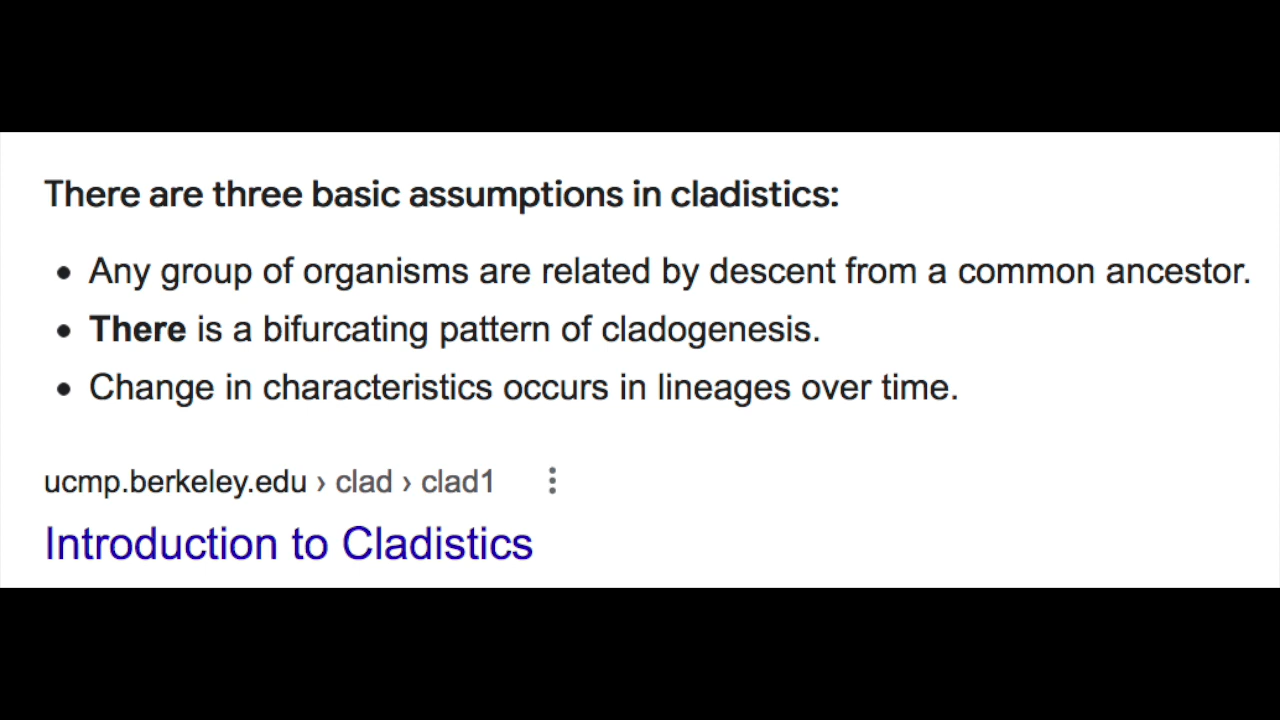 There are three basic assumptions in cladistics:
• Any group of organisms are related by descent from a common ancestor.
• There is a bifurcating pattern of cladogenesis.
• Change in characteristics occurs in lineages over time.
ucmp.berkeley.edu › clad › clad1
Introduction to Cladistics